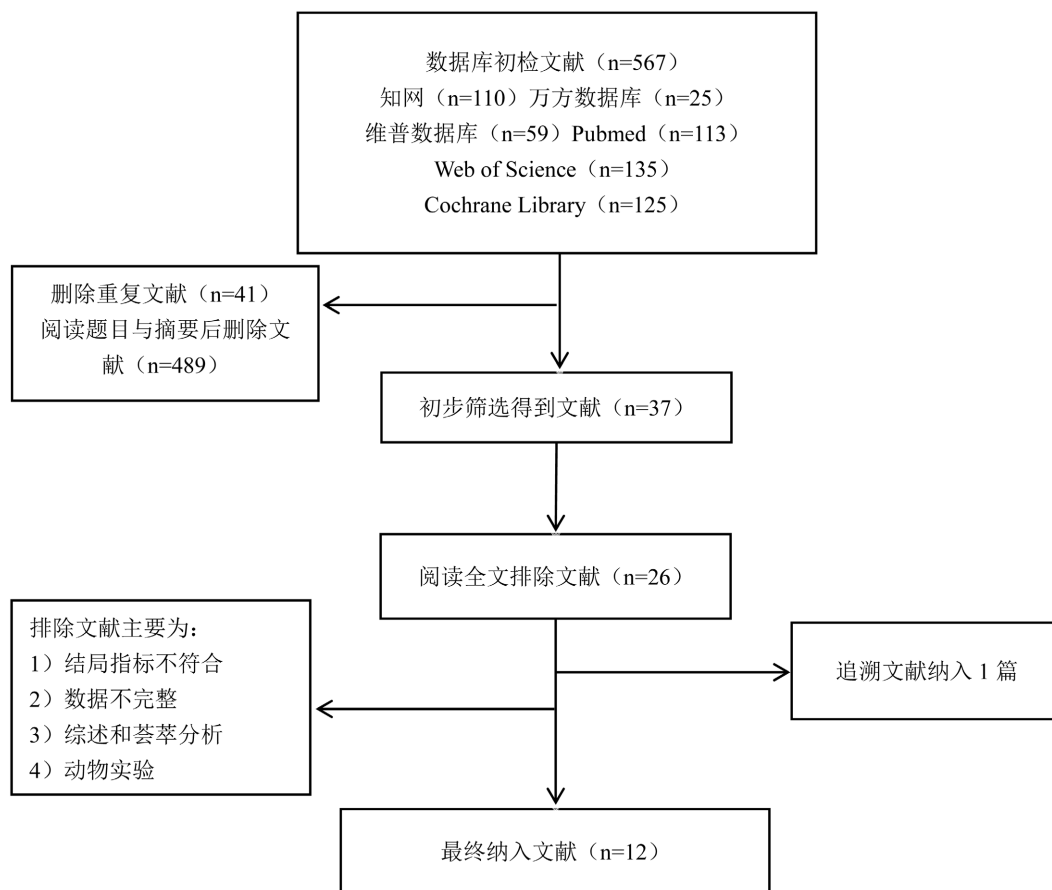 数据库初检文献（n=567）
知网（n=110）万方数据库（n=25）
维普数据库（n=59）Pubmed（n=113）
Web of Science（n=135）
Cochrane Library（n=125）
删除重复文献（n=41）
阅读题目与摘要后删除文
献（n=489）
初步筛选得到文献（n=37）
阅读全文排除文献（n=26）
排除文献主要为：
1）结局指标不符合
2）数据不完整
3）综述和荟萃分析
4）动物实验
追溯文献纳入 1 篇
最终纳入文献（n=12）